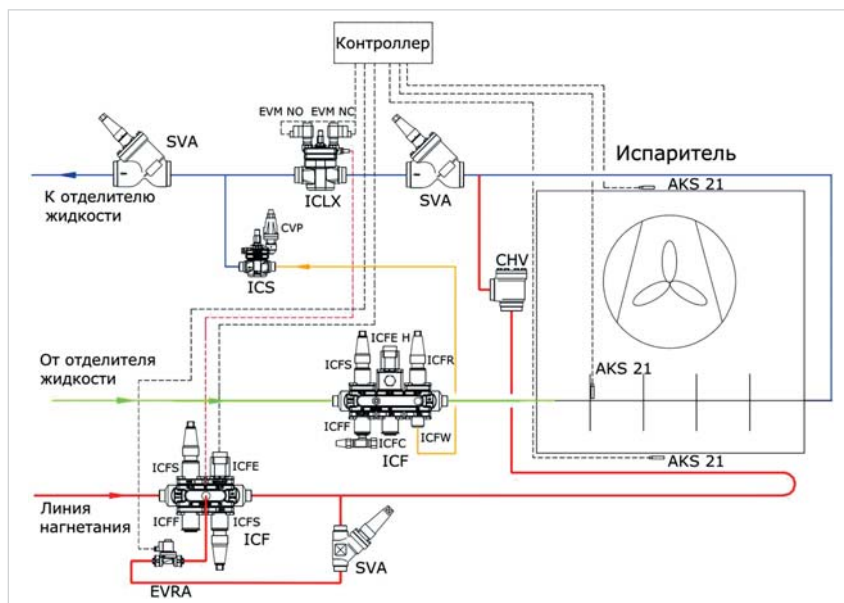 Контроллер
EVM NO EVM NC
SVA
Испаритель
AKS 21
К отделителю
жидкости
ICLX
SVA
CVP
CHV
ICS
ICFE H
ICFS
ICFR
От отделителя
жидкости
AKS 21
ICFF
ICFC
ICFW
ICF
AKS 21
ICFS
ICFE
Линия
нагнетания
ICFF
ICFS
ICF
SVA
EVRA